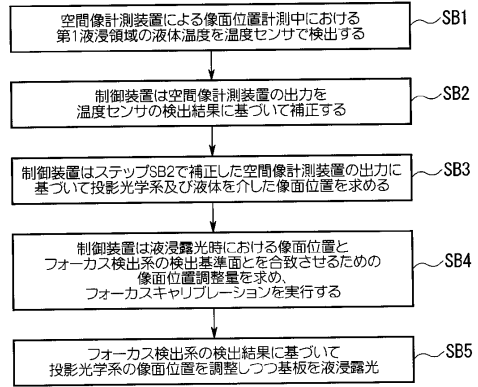 空間像計測装置による像面位置計測中における
第1液浸領域の液体温度を温度センサで検出する
SB1
制御装置は空間像計測装置の出力を
温度センサの検出結果に基づいて補正する
SB2
制御装置はステップSB2で補正した空間像計測装置の出力に
基づいて投影光学系及び液体を介した像面位置を求める
SB3
制御装置は液浸露光時における像面位置と
フォーカス検出系の検出基準面とを合致させるための
像面位置調整量を求め、
フォーカスキャリブレーションを実行する
SB4
フォーカス検出系の検出結果に基づいて
投影光学系の像面位置を調整しつつ基板を液浸露光
SB5